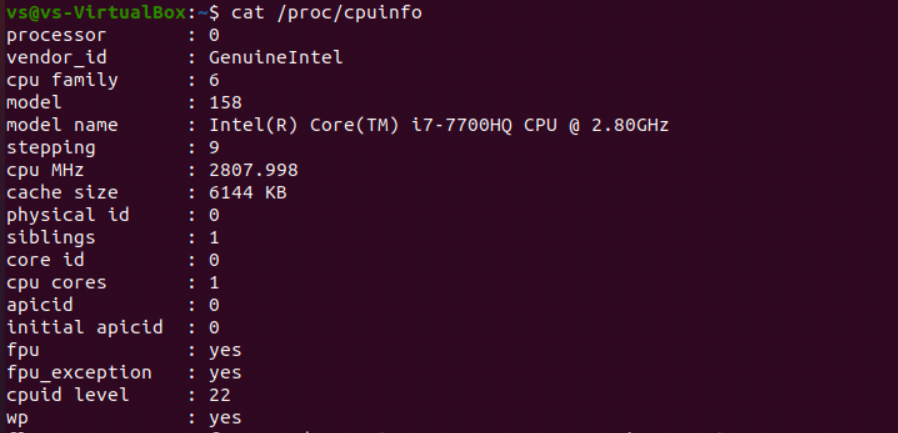 vs@vs-VirtualBox:~$ cat /proc/cpuinfo
processor : 0
vendor_id : GenuineIntel
cpu family : 6
model : 158
model name : Intel(R) Core(TM) i7-7700HQ CPU @ 2.80GHz
stepping : 9
cpu MHz : 2807.998
cache size : 6144 KB
physical id : 0
siblings : 1
core id : 0
cpu cores : 1
apicid : 0
initial apicid : 0
fpu : yes
fpu_exception : yes
cpuid level : 22
wp : yes